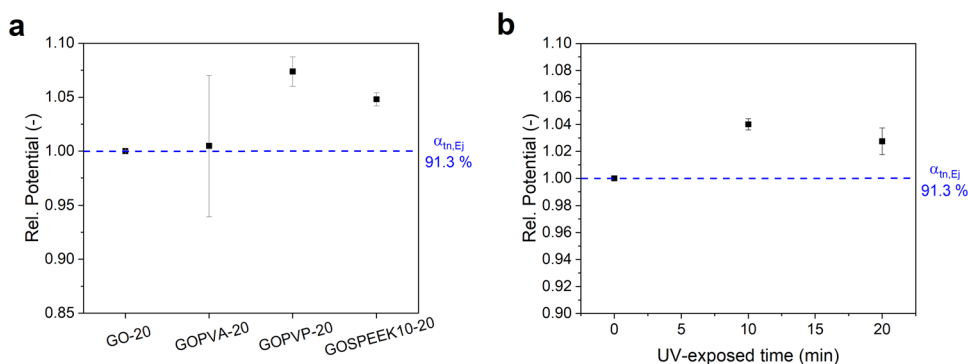 a
Rel. Potential (-)
1.10
1.05
1.00
0.95
0.90
0.85
GO-20
GOPVA-20
GOPVP-20
GOSPEEK10-20
αtn,Ej
91.3 %
b
Rel. Potential (-)
1.10
1.08
1.06
1.04
1.02
1.00
0.98
0.96
0.94
0.92
0.90
0
5
10
15
20
UV-exposed time (min)
αtn,Ej
91.3 %